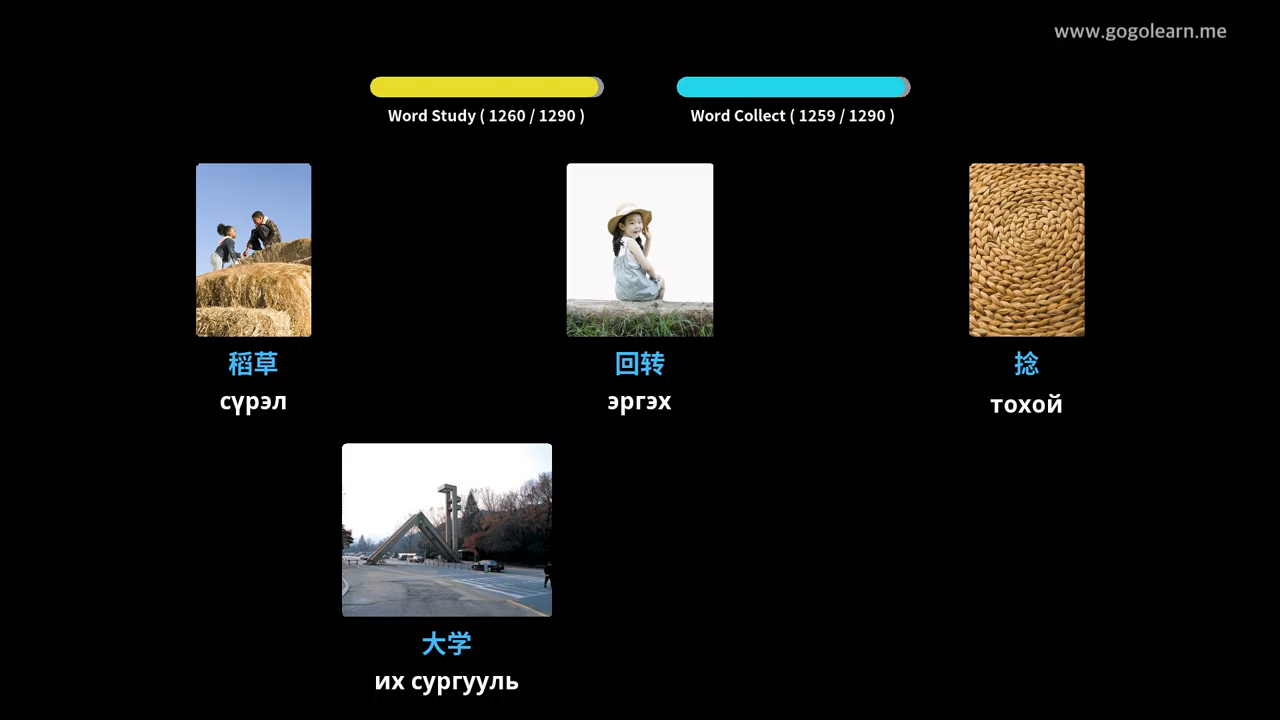 www.gogolearn.me
Word Study ( 1260 / 1290 )
Word Collect ( 1259 / 1290 )
稻草
сүрэл
回转
эргэх
捻
тохой
大学
их сургууль